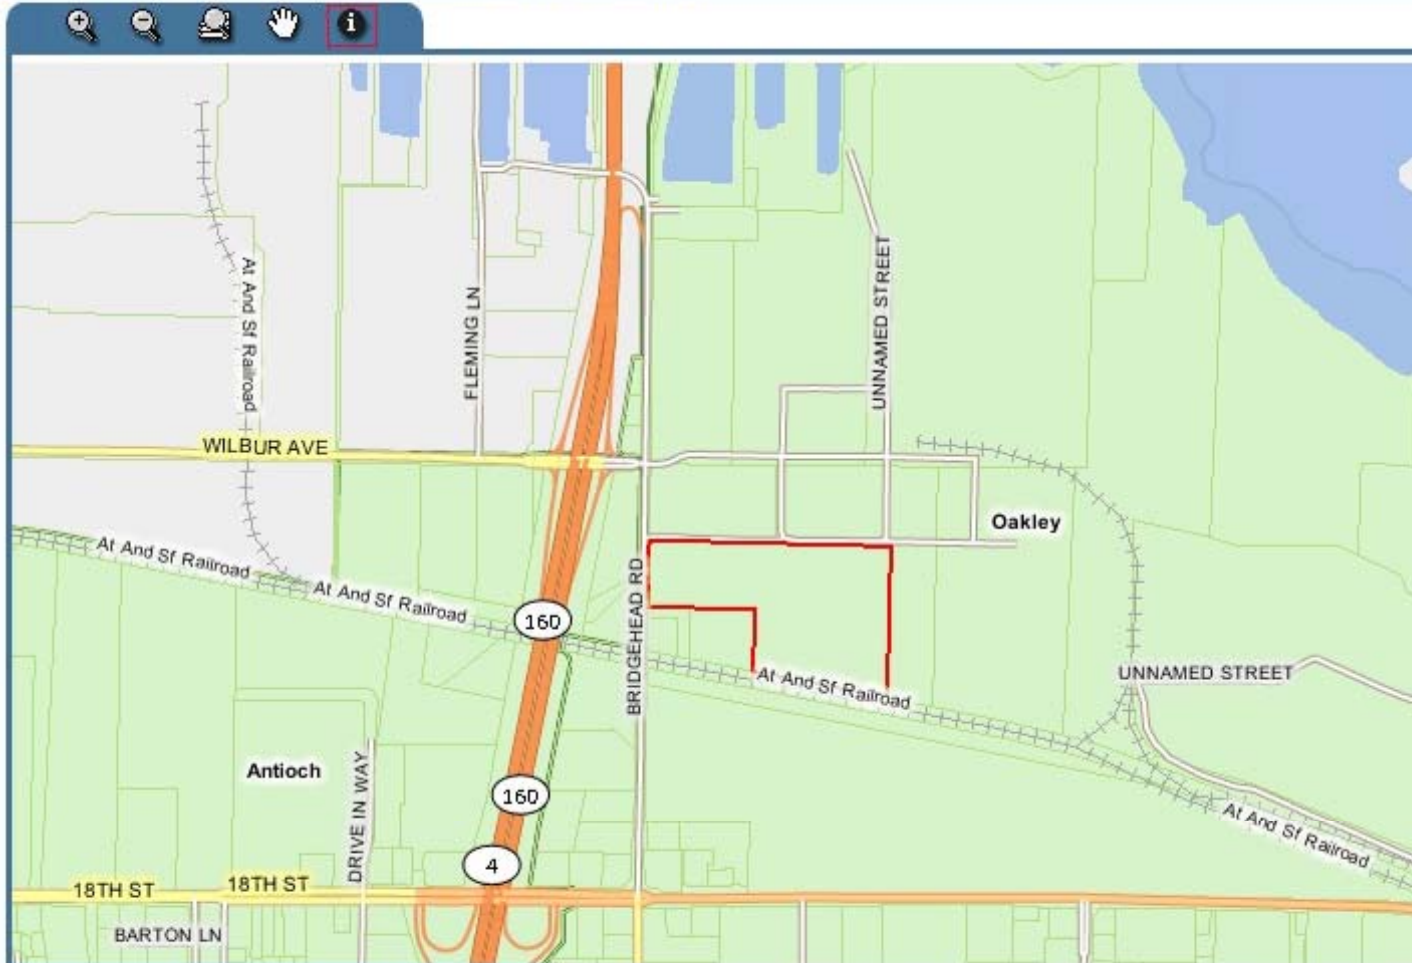 i
At And Sf Railroad
FLEMING LN
UNNAMED STREET
WILBUR AVE
Oakley
At And Sf Railroad
At And Sf Railroad
160
BRIDGEHEAD RD
At And Sf Railroad
UNNAMED STREET
Antioch
DRIVE IN WAY
160
At And Sf Railroad
4
18TH ST
18TH ST
BARTON LN